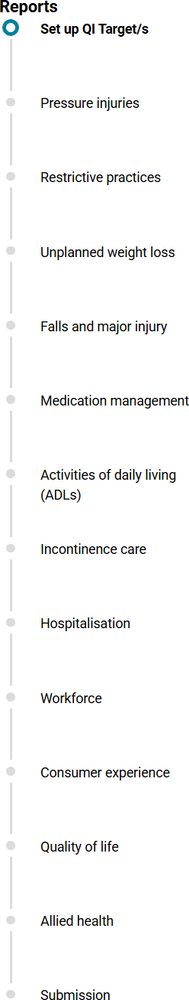 Reports
Set up QI Target/s
Pressure injuries
Restrictive practices
Unplanned weight loss
Falls and major injury
Medication management
Activities of daily living
(ADLs)
Incontinence care
Hospitalisation
Workforce
Consumer experience
Quality of life
Allied health
Submission